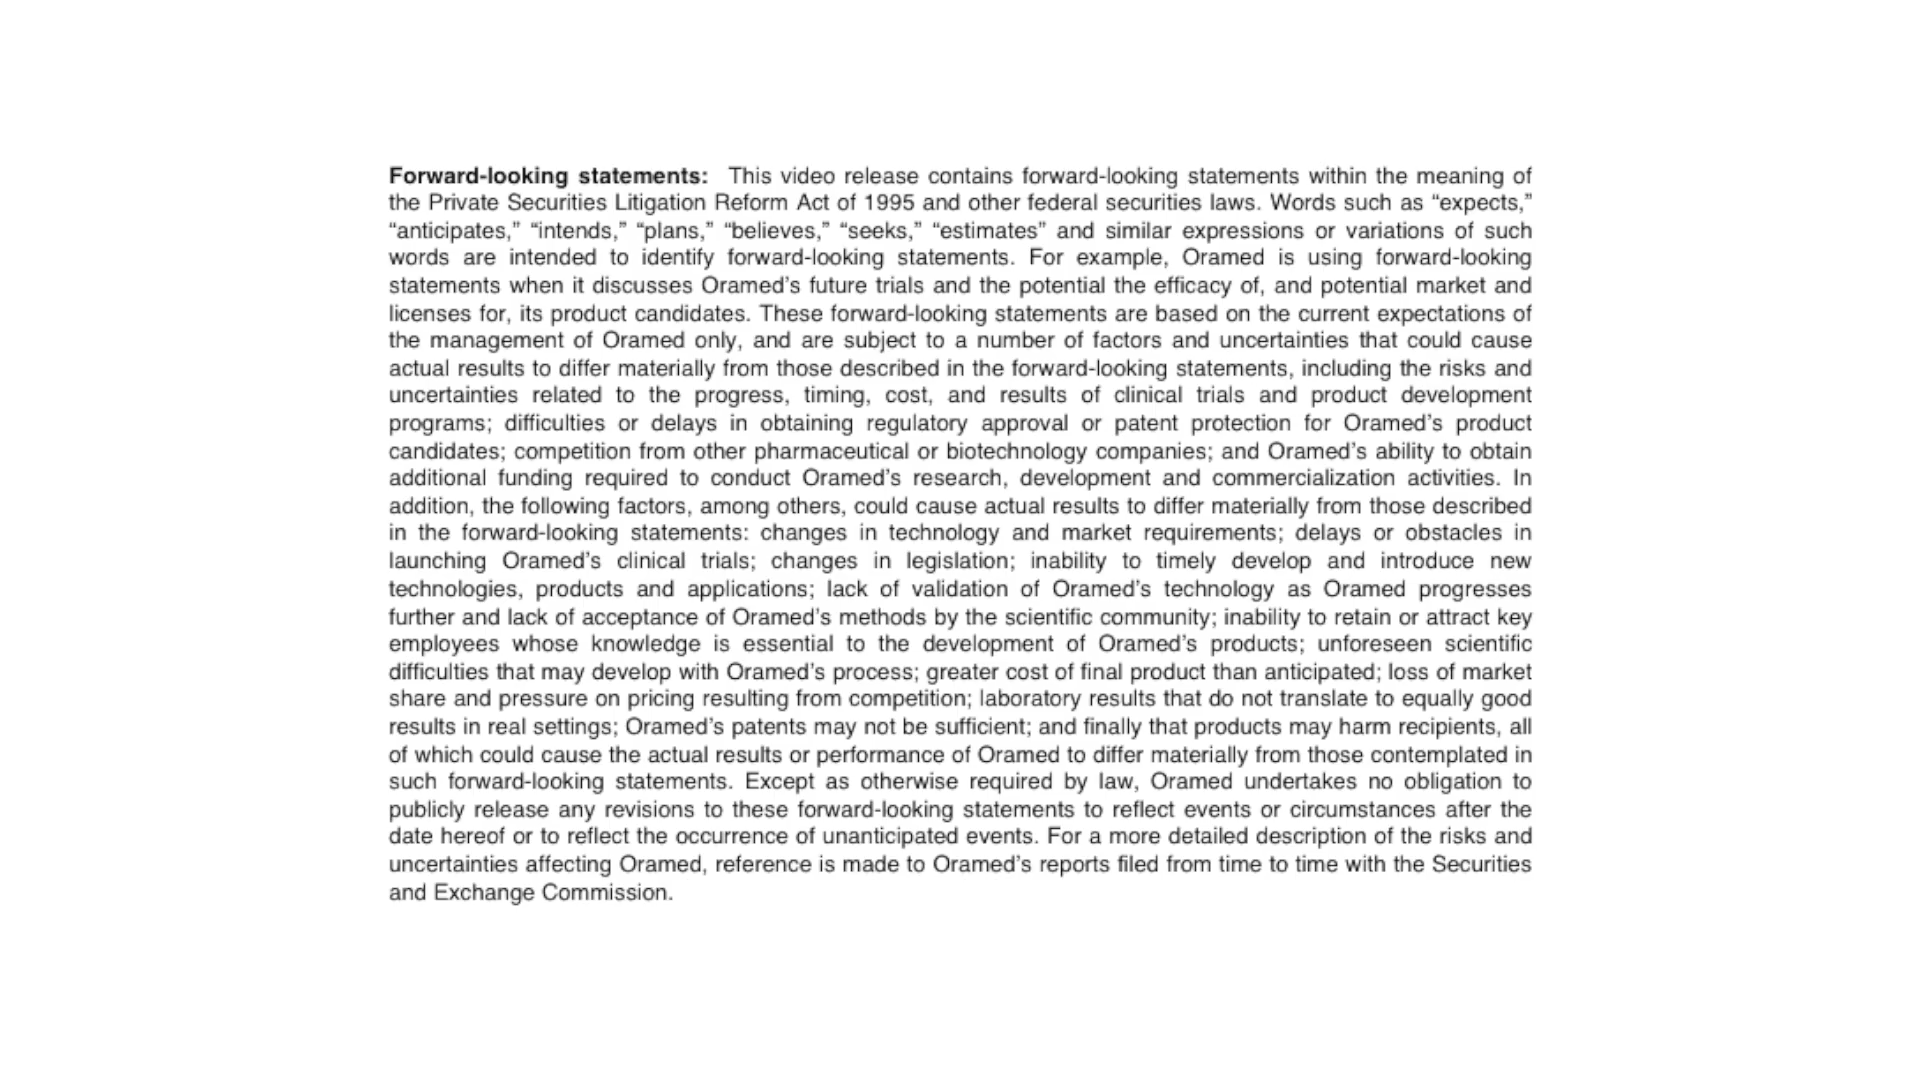 Forward-looking statements: This video release contains forward-looking statements within the meaning of
the Private Securities Litigation Reform Act of 1995 and other federal securities laws. Words such as “expects,”
“anticipates,” “intends,” “plans,” “believes,” “seeks,” “estimates” and similar expressions or variations of such
words are intended to identify forward-looking statements. For example, Oramed is using forward-looking
statements when it discusses Oramed’s future trials and the potential the efficacy of, and potential market and
licenses for, its product candidates. These forward-looking statements are based on the current expectations of
the management of Oramed only, and are subject to a number of factors and uncertainties that could cause
actual results to differ materially from those described in the forward-looking statements, including the risks and
uncertainties related to the progress, timing, cost, and results of clinical trials and product development
programs; difficulties or delays in obtaining regulatory approval or patent protection for Oramed’s product
candidates; competition from other pharmaceutical or biotechnology companies; and Oramed’s ability to obtain
additional funding required to conduct Oramed’s research, development and commercialization activities. In
addition, the following factors, among others, could cause actual results to differ materially from those described
in the forward-looking statements: changes in technology and market requirements; delays or obstacles in
launching Oramed’s clinical trials; changes in legislation; inability to timely develop and introduce new
technologies, products and applications; lack of validation of Oramed’s technology as Oramed progresses
further and lack of acceptance of Oramed’s methods by the scientific community; inability to retain or attract key
employees whose knowledge is essential to the development of Oramed’s products; unforeseen scientific
difficulties that may develop with Oramed’s process; greater cost of final product than anticipated; loss of market
share and pressure on pricing resulting from competition; laboratory results that do not translate to equally good
results in real settings; Oramed’s patents may not be sufficient; and finally that products may harm recipients, all
of which could cause the actual results or performance of Oramed to differ materially from those contemplated in
such forward-looking statements. Except as otherwise required by law, Oramed undertakes no obligation to
publicly release any revisions to these forward-looking statements to reflect events or circumstances after the
date hereof or to reflect the occurrence of unanticipated events. For a more detailed description of the risks and
uncertainties affecting Oramed, reference is made to Oramed’s reports filed from time to time with the Securities
and Exchange Commission.